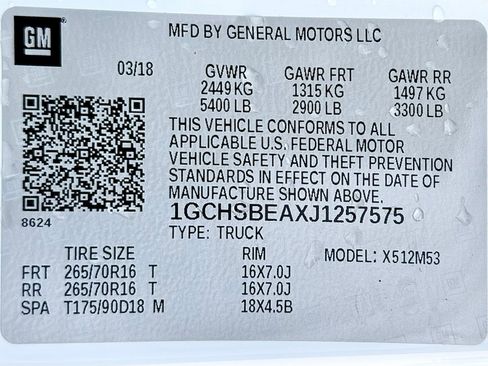 GM
MFD BY GENERAL MOTORS LLC
03/18 GVWR GAWR FRT GAWR RR
2449 KG 1315 KG 1497 KG
5400 LB 2900 LB 3300 LB
THIS VEHICLE CONFORMS TO ALL
APPLICABLE U.S. FEDERAL MOTOR
VEHICLE SAFETY AND THEFT PREVENTION
STANDARDS IN EFFECT ON THE DATE OF
MANUFACTURE SHOWN ABOVE.
8624
1GCHSBEAXJ1257575
TYPE: TRUCK
TIRE SIZE RIM MODEL: X512M53
FRT 265/70R16 T 16X7.0J
RR 265/70R16 T 16X7.0J
SPA T175/90D18 M 18X4.5B